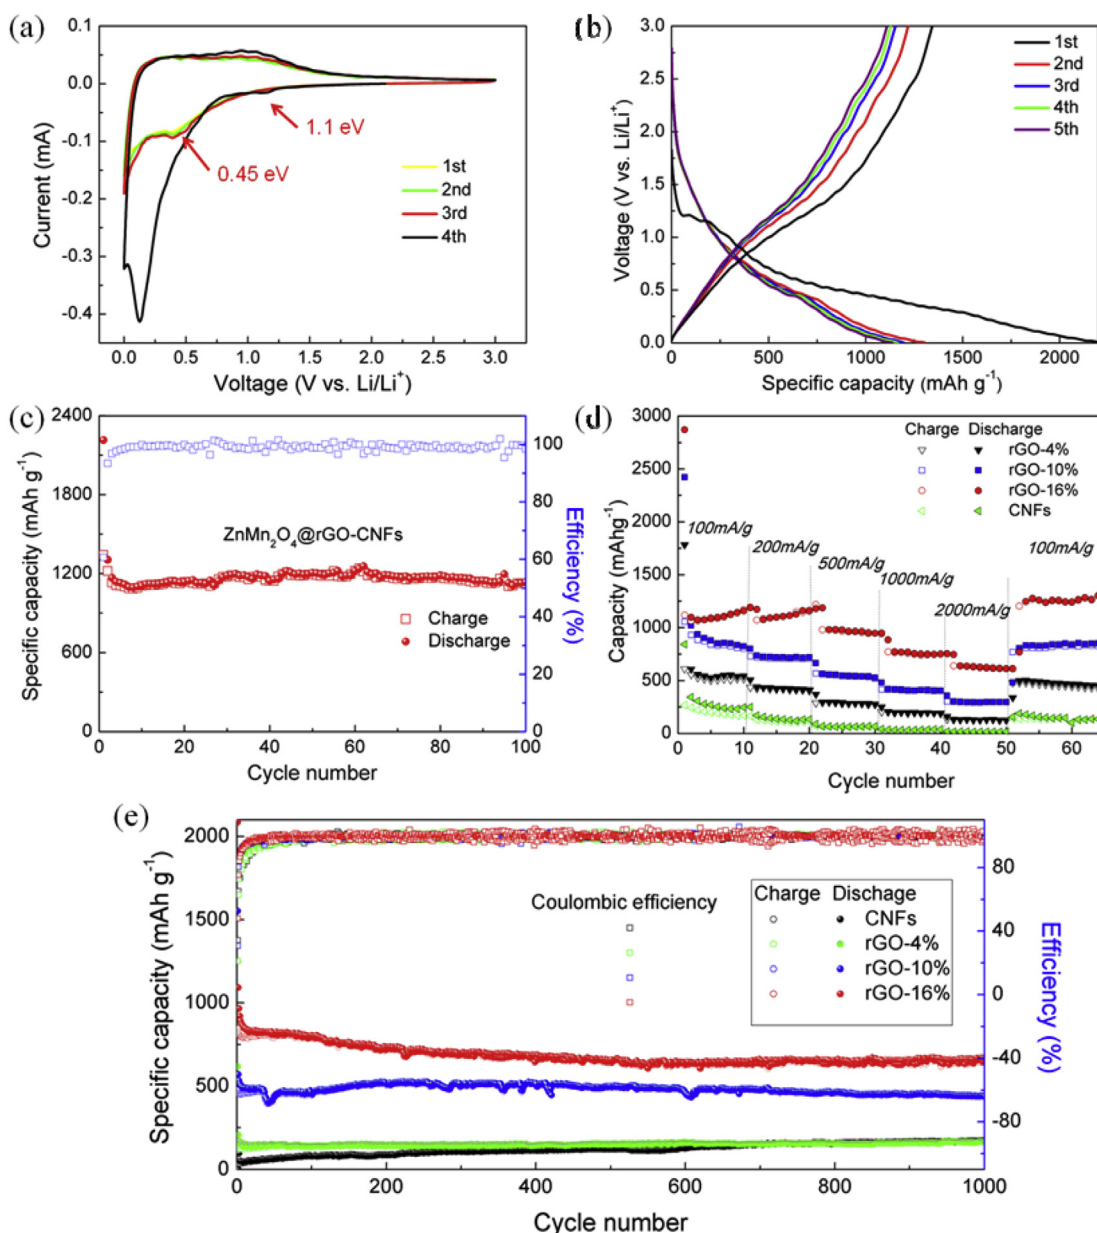 (a)
0.1
0.0
-0.1
-0.2
-0.3
-0.4
Current (mA)
1.1 eV
0.45 eV
1st
2nd
3rd
4th
0.0 0.5 1.0 1.5 2.0 2.5 3.0
Voltage (V vs. Li/Li+)
(b)
3.0
2.5
2.0
1.5
1.0
0.5
0.0
Voltage (V vs. Li/Li+)
1st
2nd
3rd
4th
5th
0 500 1000 1500 2000
Specific capacity (mAh g-1)
(c)
2400
1800
1200
600
0
Specific capacity (mAh g-1)
ZnMn2O4@rGO-CNFs
Charge
Discharge
100
80
60
40
20
0
Efficiency (%)
0 20 40 60 80 100
Cycle number
(d)
3000
2500
2000
1500
1000
500
0
Capacity (mAhg-1)
Charge Discharge
rGO-4%
rGO-10%
rGO-16%
CNFs
100mA/g
200mA/g
500mA/g
1000mA/g
2000mA/g
100mA/g
0 10 20 30 40 50 60
Cycle number
(e)
2000
1500
1000
500
0
Specific capacity (mAh g-1)
Coulombic efficiency
Charge Dischage
CNFs
rGO-4%
rGO-10%
rGO-16%
80
40
0
-40
-80
Efficiency (%)
0 200 400 600 800 1000
Cycle number